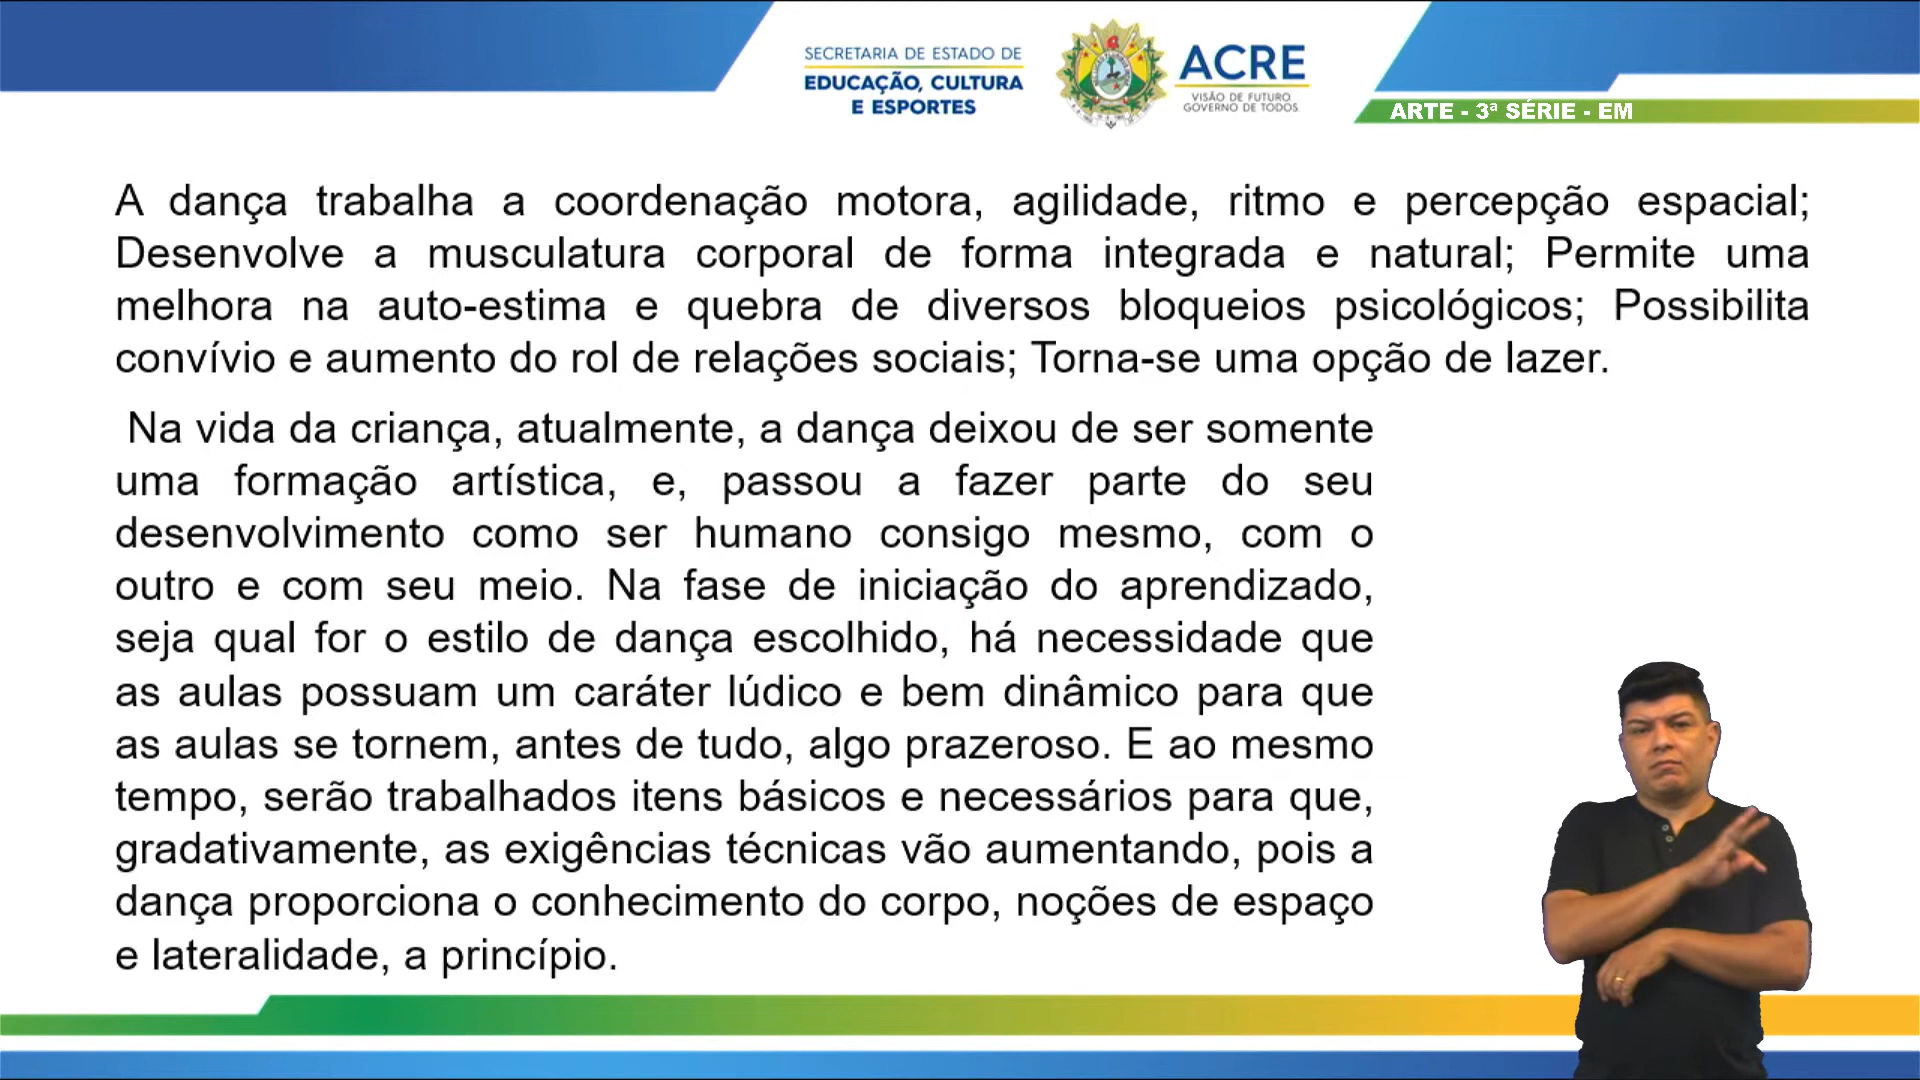 SECRETARIA DE ESTADO DE
EDUCAÇÃO, CULTURA
E ESPORTES
ACRE
VISÃO DE FUTURO
GOVERNO DE TODOS
ARTE - 3ª SÉRIE - EM
A dança trabalha a coordenação motora, agilidade, ritmo e percepção espacial;
Desenvolve a musculatura corporal de forma integrada e natural; Permite uma
melhora na auto-estima e quebra de diversos bloqueios psicológicos; Possibilita
convívio e aumento do rol de relações sociais; Torna-se uma opção de lazer.
Na vida da criança, atualmente, a dança deixou de ser somente
uma formação artística, e, passou a fazer parte do seu
desenvolvimento como ser humano consigo mesmo, com o
outro e com seu meio. Na fase de iniciação do aprendizado,
seja qual for o estilo de dança escolhido, há necessidade que
as aulas possuam um caráter lúdico e bem dinâmico para que
as aulas se tornem, antes de tudo, algo prazeroso. E ao mesmo
tempo, serão trabalhados itens básicos e necessários para que,
gradativamente, as exigências técnicas vão aumentando, pois a
dança proporciona o conhecimento do corpo, noções de espaço
e lateralidade, a princípio.